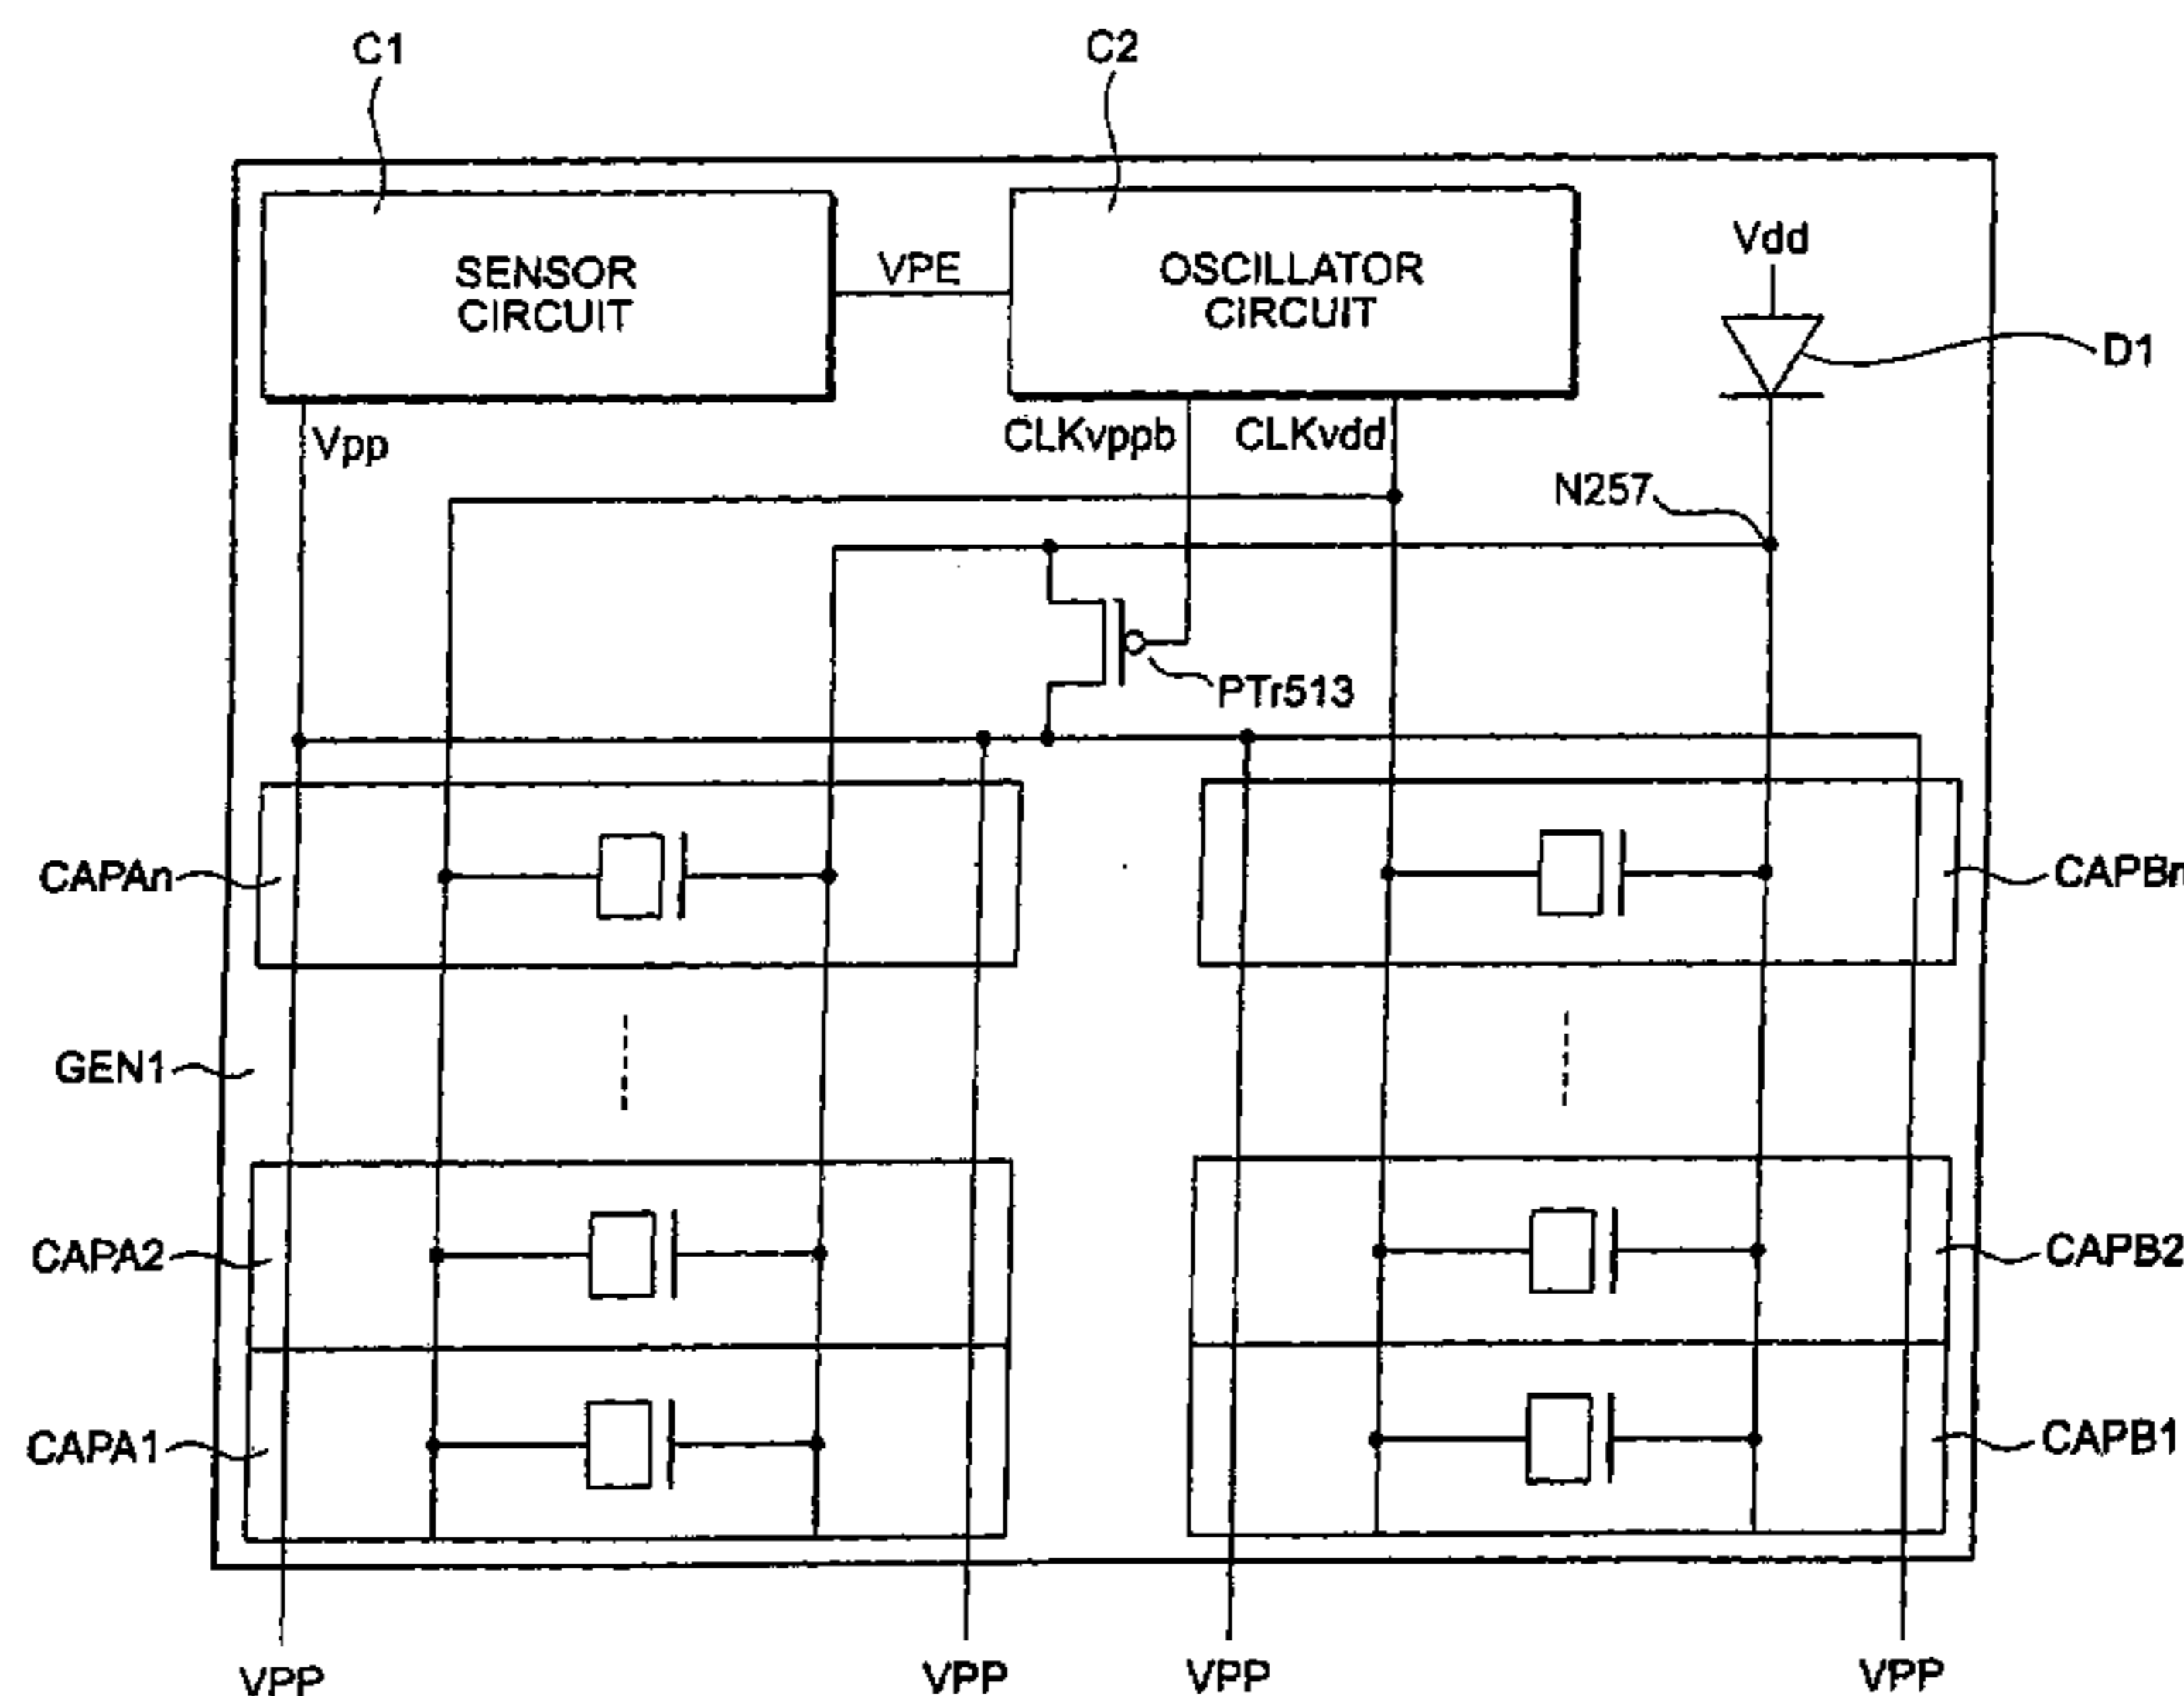 C1
C2
SENSOR
CIRCUIT
VPE
OSCILLATOR
CIRCUIT
Vdd
D1
Vpp
CLKvppb
CLKvdd
N257
PTr513
CAPAn
CAPBn
GEN1
CAPA2
CAPB2
CAPA1
CAPB1
VPP
VPP
VPP
VPP